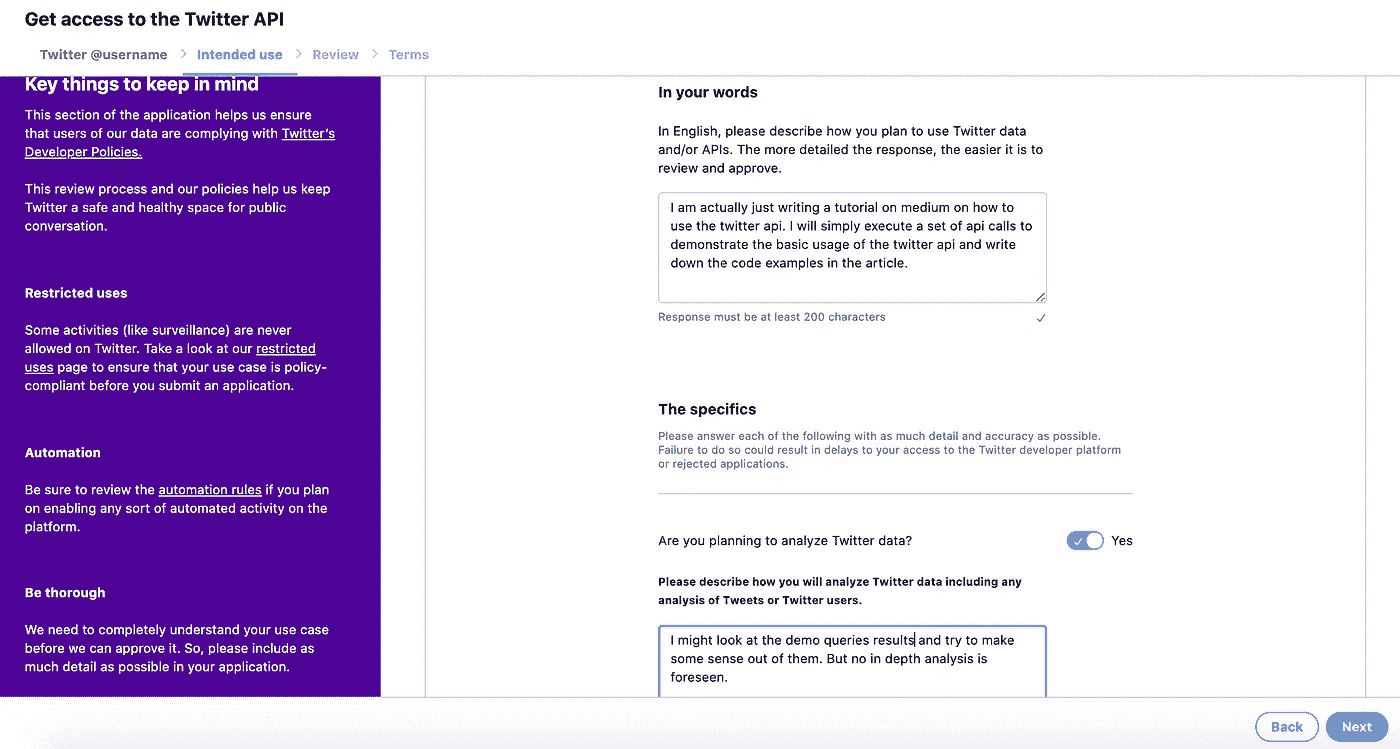 Get access to the Twitter API
Twitter @username > Intended use > Review > Terms
Key things to keep in mind
This section of the application helps us ensure
that users of our data are complying with Twitter's
Developer Policies.
This review process and our policies help us keep
Twitter a safe and healthy space for public
conversation.
Restricted uses
Some activities (like surveillance) are never
allowed on Twitter. Take a look at our restricted
uses page to ensure that your use case is policy-
compliant before you submit an application.
Automation
Be sure to review the automation rules if you plan
on enabling any sort of automated activity on the
platform.
Be thorough
We need to completely understand your use case
before we can approve it. So, please include as
much detail as possible in your application.
In your words
In English, please describe how you plan to use Twitter data
and/or APIs. The more detailed the response, the easier it is to
review and approve.
I am actually just writing a tutorial on medium on how to
use the twitter api. I will simply execute a set of api calls to
demonstrate the basic usage of the twitter api and write
down the code examples in the article.
Response must be at least 200 characters
The specifics
Please answer each of the following with as much detail and accuracy as possible.
Failure to do so could result in delays to your access to the Twitter developer platform
or rejected applications.
Are you planning to analyze Twitter data? Yes
Please describe how you will analyze Twitter data including any
analysis of Tweets or Twitter users.
I might look at the demo queries results and try to make
some sense out of them. But no in depth analysis is
foreseen.
Back Next